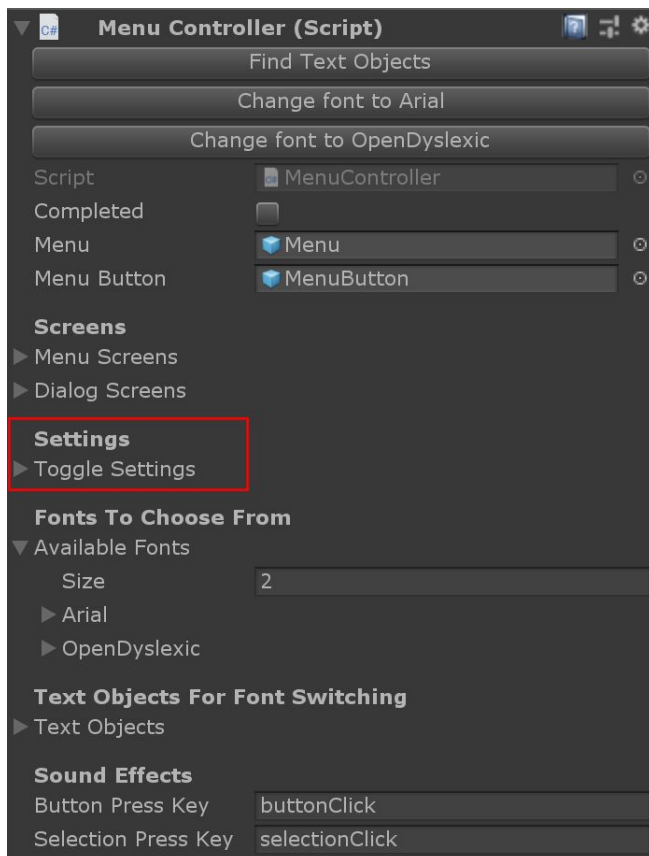 C# Menu Controller (Script)
Find Text Objects
Change font to Arial
Change font to OpenDyslexic
Script C# MenuController
Completed
Menu Menu
Menu Button MenuButton
Screens
Menu Screens
Dialog Screens
Settings
Toggle Settings
Fonts To Choose From
Available Fonts
Size 2
Arial
OpenDyslexic
Text Objects For Font Switching
Text Objects
Sound Effects
Button Press Key buttonClick
Selection Press Key selectionClick